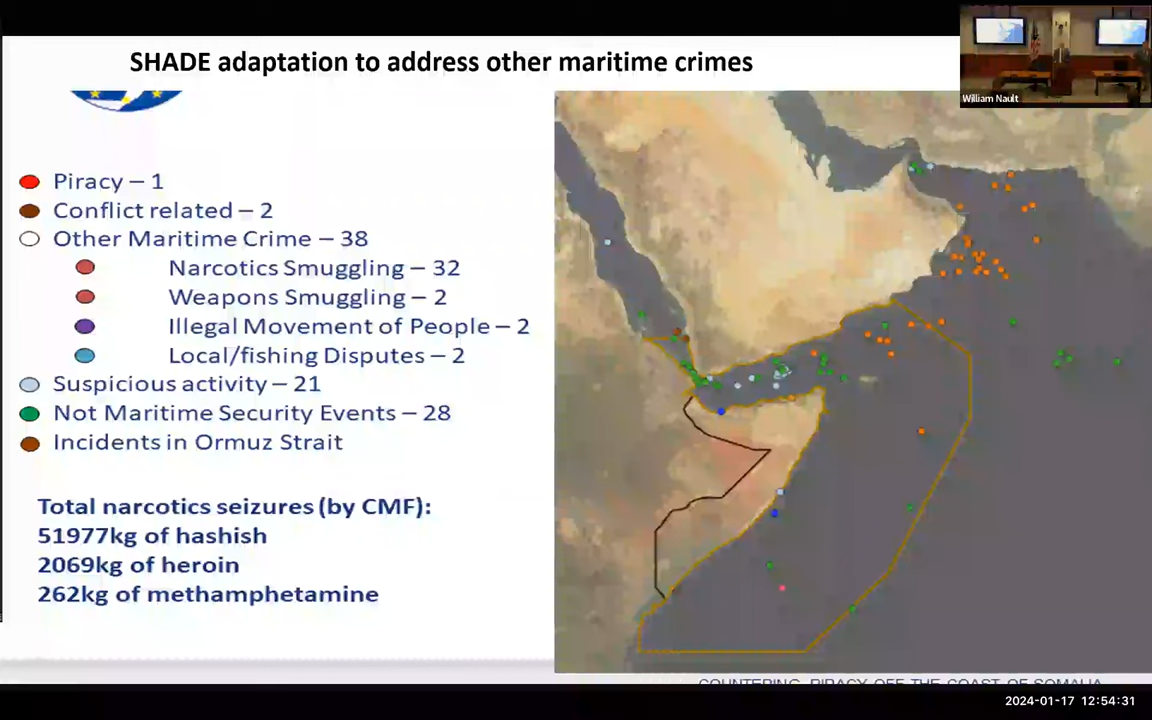 SHADE adaptation to address other maritime crimes
William Nault
Piracy – 1
Conflict related – 2
Other Maritime Crime – 38
Narcotics Smuggling – 32
Weapons Smuggling – 2
Illegal Movement of People – 2
Local/fishing Disputes – 2
Suspicious activity – 21
Not Maritime Security Events – 28
Incidents in Ormuz Strait
Total narcotics seizures (by CMF):
51977kg of hashish
2069kg of heroin
262kg of methamphetamine
COUNTERING PIRACY OFF THE COAST OF SOMALIA
2024-01-17 12:54:31